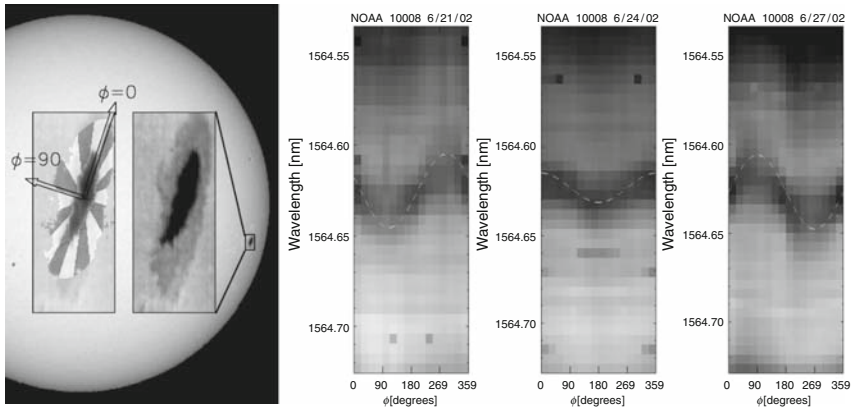 ϕ=0
ϕ=90
NOAA 10008 6/21/02
Wavelength [nm]
1564.55
1564.60
1564.65
1564.70
0 90 180 269 359
ϕ[degrees]
NOAA 10008 6/24/02
Wavelength [nm]
1564.55
1564.60
1564.65
1564.70
0 90 180 269 359
ϕ[degrees]
NOAA 10008 6/27/02
Wavelength [nm]
1564.55
1564.60
1564.65
1564.70
0 90 180 269 359
ϕ[degrees]